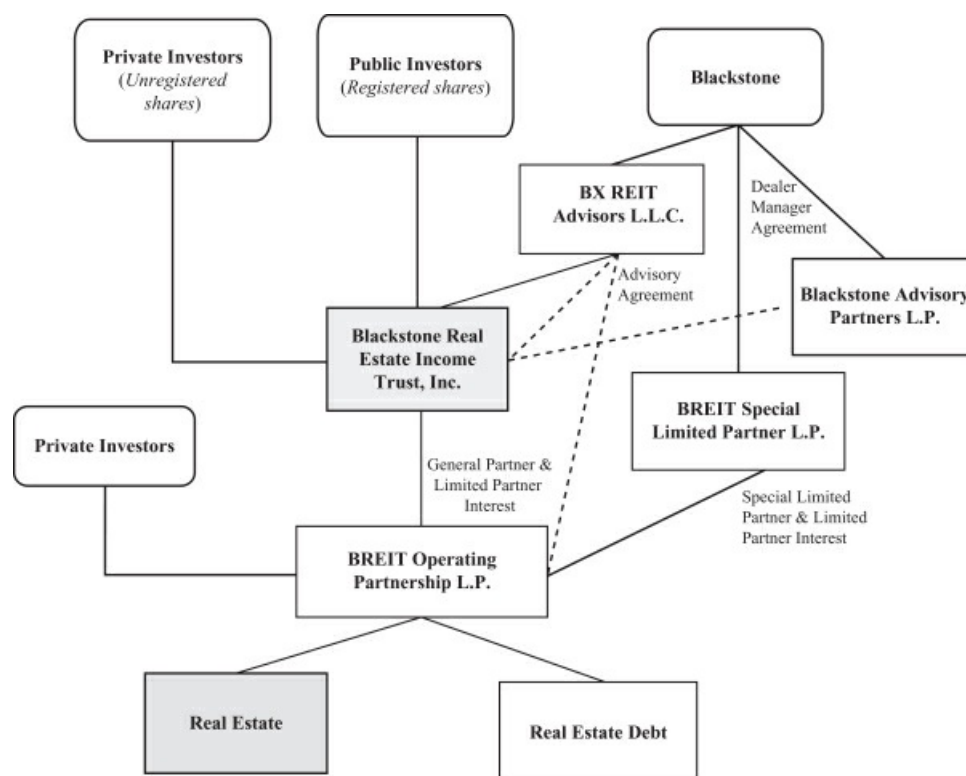 Private Investors
(Unregistered
shares)
Public Investors
(Registered shares)
Blackstone
BX REIT
Advisors L.L.C.
Dealer
Manager
Agreement
Advisory
Agreement
Blackstone Advisory
Partners L.P.
Blackstone Real
Estate Income
Trust, Inc.
BREIT Special
Limited Partner L.P.
Private Investors
General Partner &
Limited Partner
Interest
Special Limited
Partner & Limited
Partner Interest
BREIT Operating
Partnership L.P.
Real Estate
Real Estate Debt